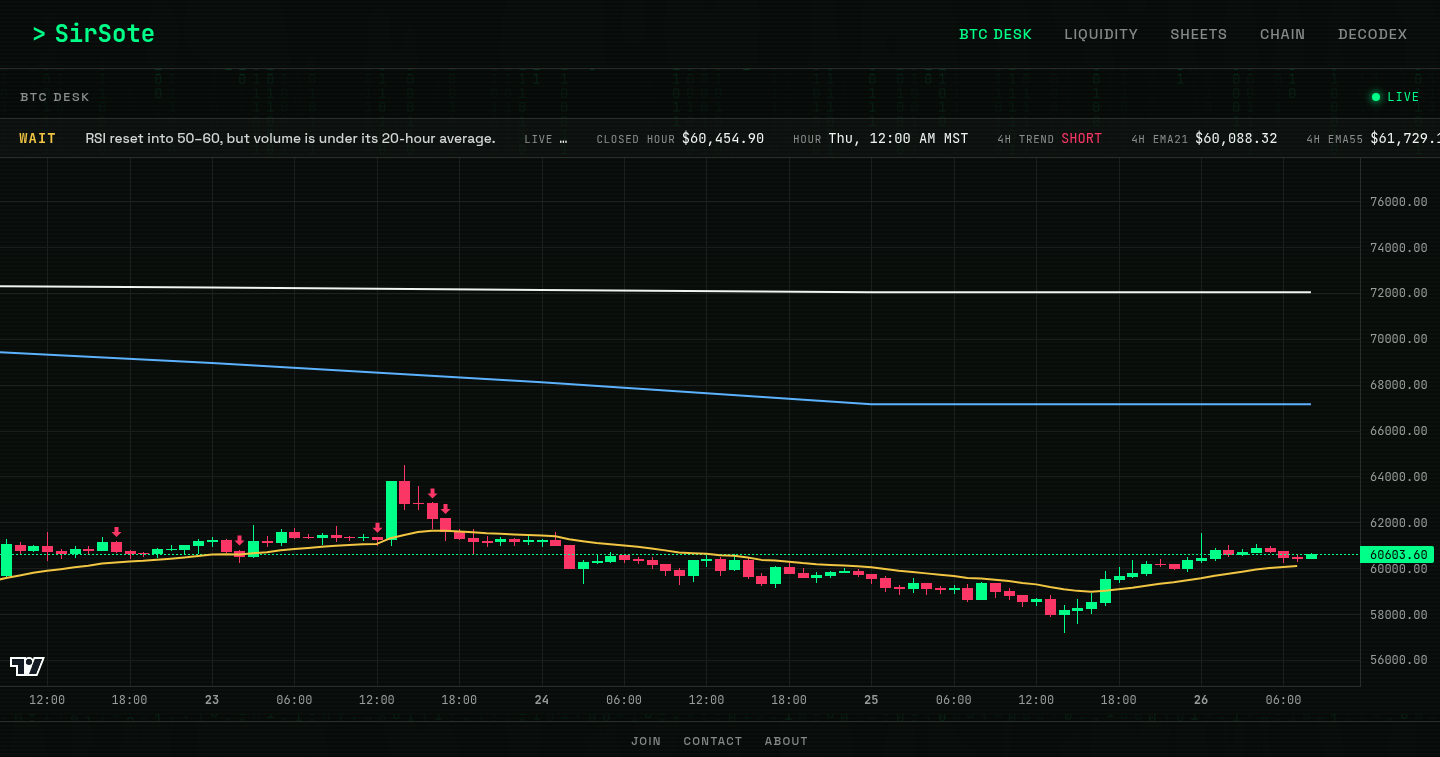 > SirSote
BTC DESK LIQUIDITY SHEETS CHAIN DECODEX
BTC DESK
LIVE
WAIT RSI reset into 50–60, but volume is under its 20-hour average. LIVE … CLOSED HOUR $60,454.90 HOUR Thu, 12:00 AM MST 4H TREND SHORT 4H EMA21 $60,088.32 4H EMA55 $61,729.1
76000.00
74000.00
72000.00
70000.00
68000.00
66000.00
64000.00
62000.00
60603.60
60000.00
58000.00
56000.00
12:00 18:00 23 06:00 12:00 18:00 24 06:00 12:00 18:00 25 06:00 12:00 18:00 26 06:00
JOIN CONTACT ABOUT